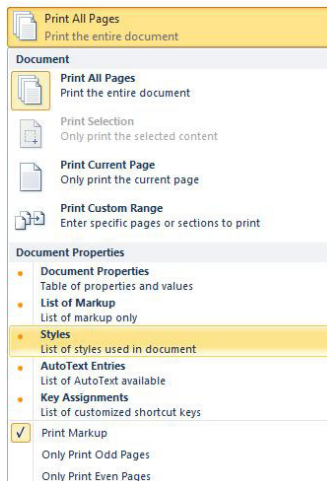 Print All Pages
Print the entire document
Document
Print All Pages
Print the entire document
Print Selection
Only print the selected content
Print Current Page
Only print the current page
Print Custom Range
Enter specific pages or sections to print
Document Properties
Document Properties
Table of properties and values
List of Markup
List of markup only
Styles
List of styles used in document
AutoText Entries
List of AutoText available
Key Assignments
List of customized shortcut keys
Print Markup
Only Print Odd Pages
Only Print Even Pages